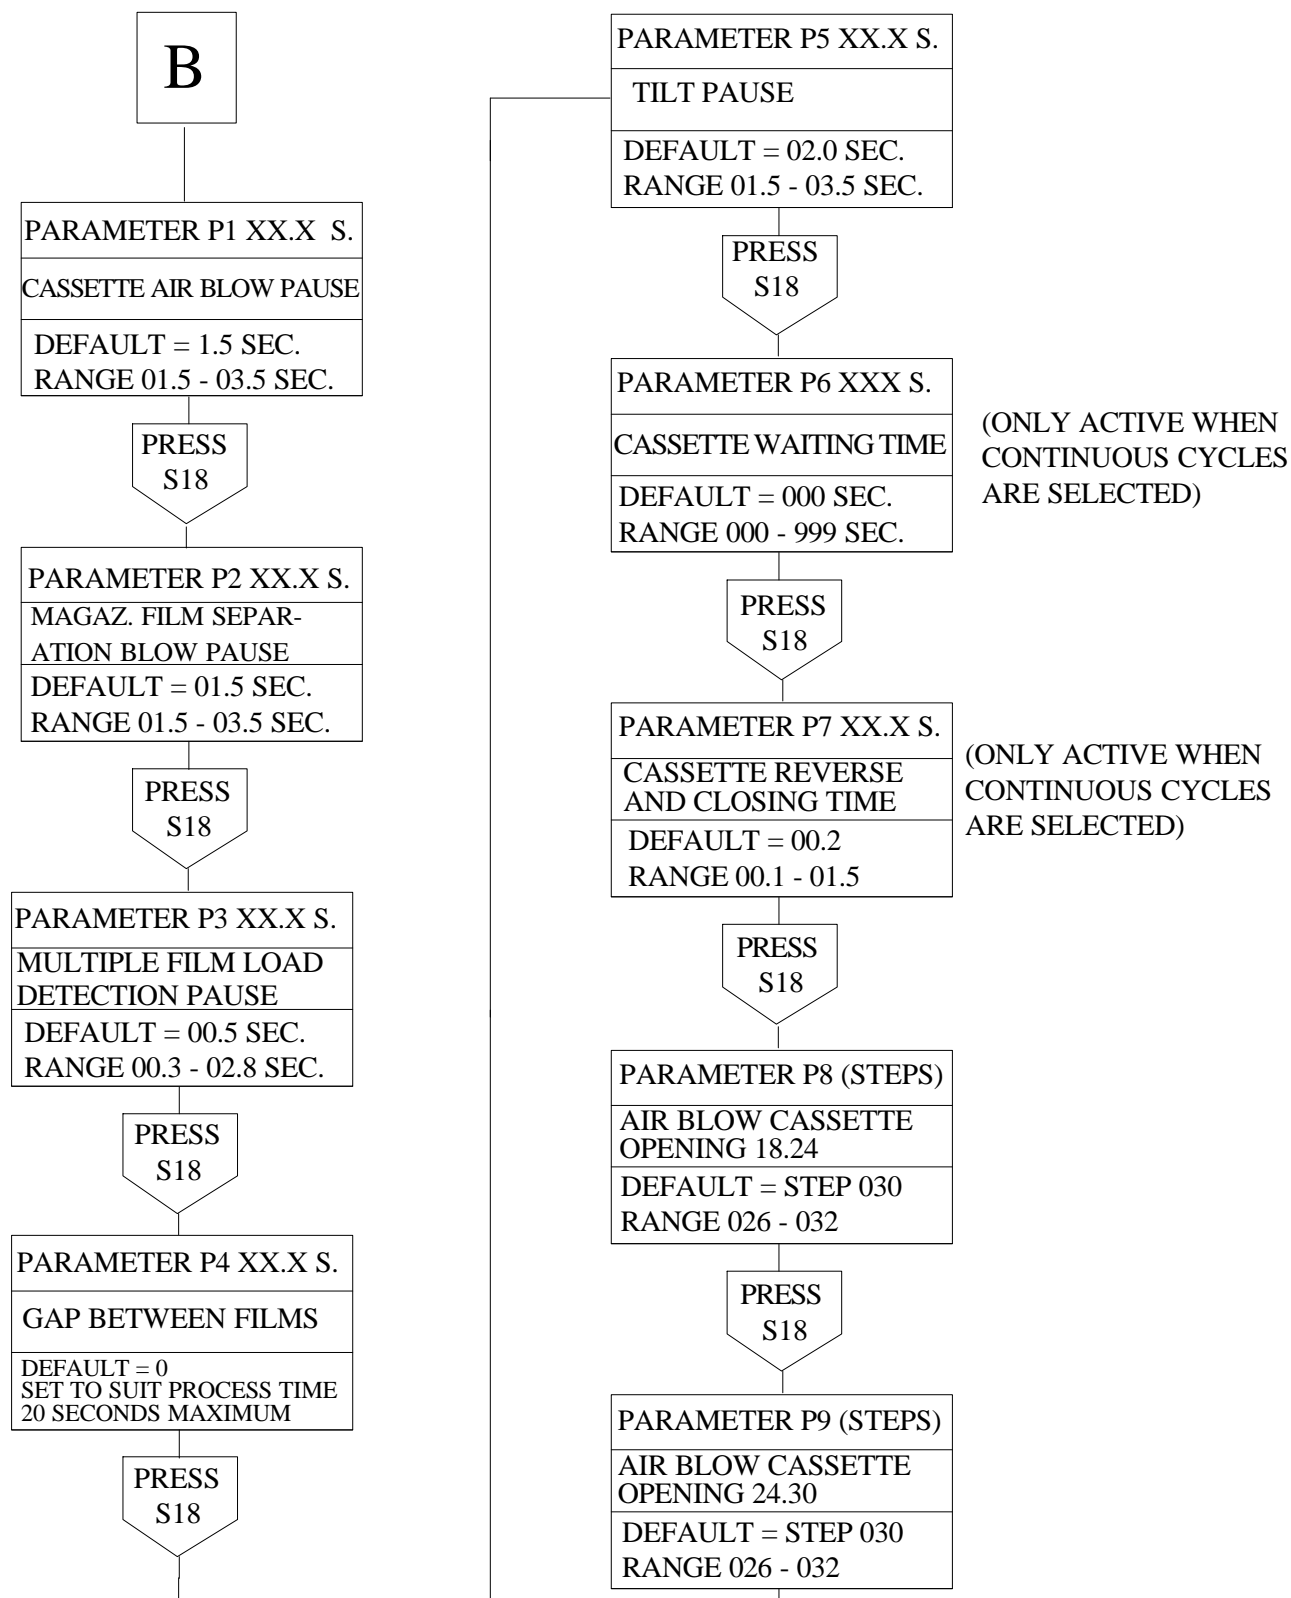 B
PARAMETER P1 XX.X S.
CASSETTE AIR BLOW PAUSE
DEFAULT = 1.5 SEC.
RANGE 01.5 - 03.5 SEC.
PRESS
S18
PARAMETER P2 XX.X S.
MAGAZ. FILM SEPAR-
ATION BLOW PAUSE
DEFAULT = 01.5 SEC.
RANGE 01.5 - 03.5 SEC.
PRESS
S18
PARAMETER P3 XX.X S.
MULTIPLE FILM LOAD
DETECTION PAUSE
DEFAULT = 00.5 SEC.
RANGE 00.3 - 02.8 SEC.
PRESS
S18
PARAMETER P4 XX.X S.
GAP BETWEEN FILMS
DEFAULT = 0
SET TO SUIT PROCESS TIME
20 SECONDS MAXIMUM
PRESS
S18
PARAMETER P5 XX.X S.
TILT PAUSE
DEFAULT = 02.0 SEC.
RANGE 01.5 - 03.5 SEC.
PRESS
S18
PARAMETER P6 XXX S.
CASSETTE WAITING TIME
DEFAULT = 000 SEC.
RANGE 000 - 999 SEC.
(ONLY ACTIVE WHEN
CONTINUOUS CYCLES
ARE SELECTED)
PRESS
S18
PARAMETER P7 XX.X S.
CASSETTE REVERSE
AND CLOSING TIME
DEFAULT = 00.2
RANGE 00.1 - 01.5
(ONLY ACTIVE WHEN
CONTINUOUS CYCLES
ARE SELECTED)
PRESS
S18
PARAMETER P8 (STEPS)
AIR BLOW CASSETTE
OPENING 18.24
DEFAULT = STEP 030
RANGE 026 - 032
PRESS
S18
PARAMETER P9 (STEPS)
AIR BLOW CASSETTE
OPENING 24.30
DEFAULT = STEP 030
RANGE 026 - 032